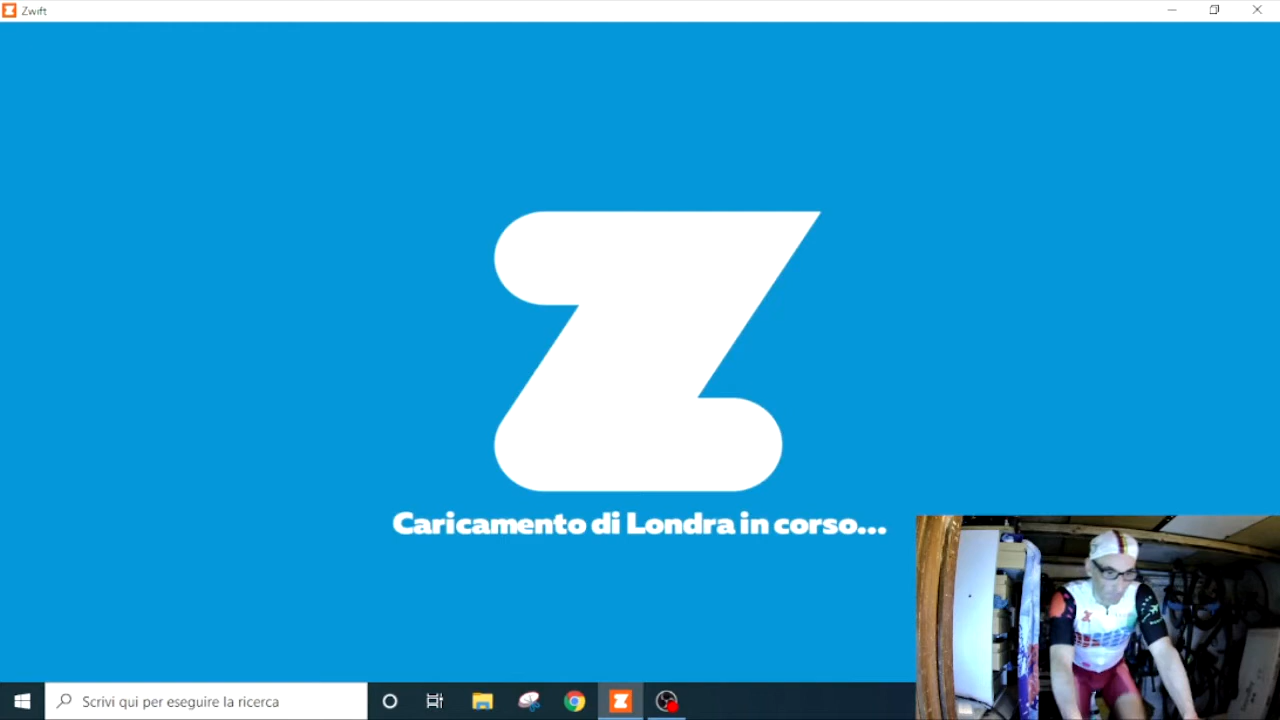 Zwift
Caricamento di Londra in corso...
Scrivi qui per eseguire la ricerca